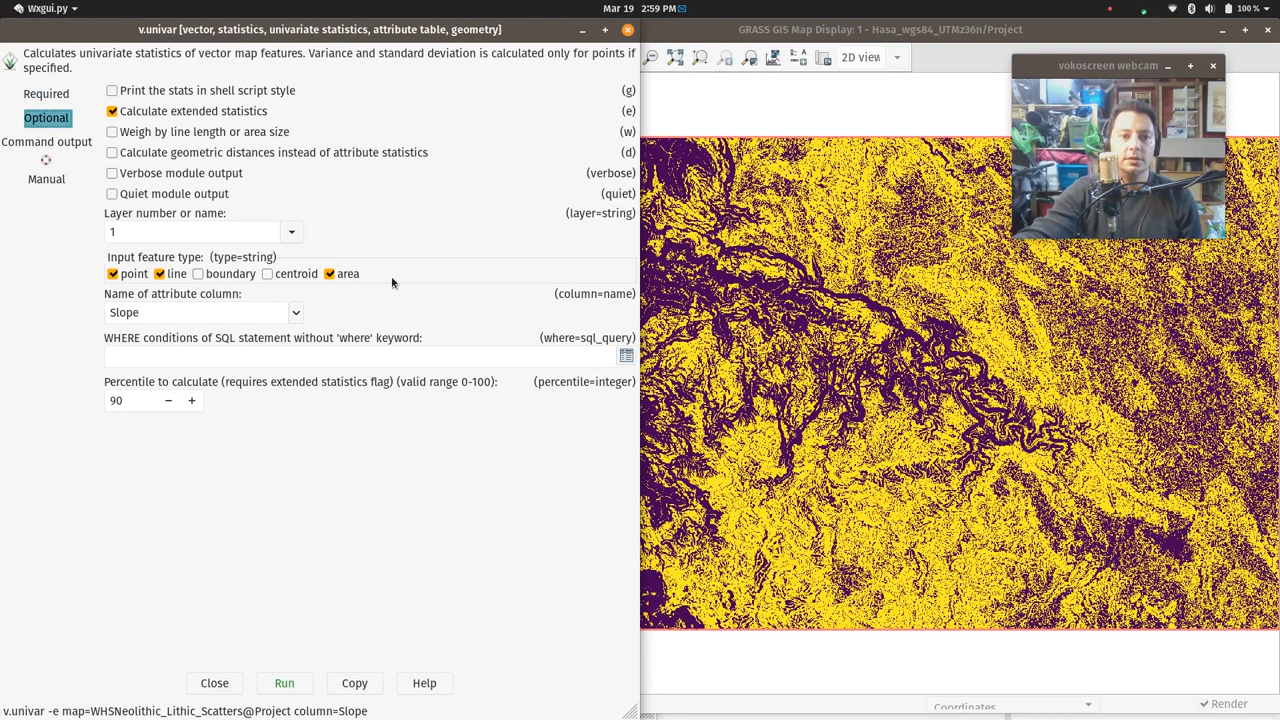 Wxgui.py
Mar 19 2:59 PM
100 %
v.univar [vector, statistics, univariate statistics, attribute table, geometry]
GRASS GIS Map Display: 1 - Hasa_wgs84_UTMz36n/Project
Calculates univariate statistics of vector map features. Variance and standard deviation is calculated only for points if
specified.
2D view
vokoscreen webcam
Required
Optional
Command output
Manual
Print the stats in shell script style (g)
Calculate extended statistics (e)
Weigh by line length or area size (w)
Calculate geometric distances instead of attribute statistics (d)
Verbose module output (verbose)
Quiet module output (quiet)
Layer number or name: (layer=string)
1
Input feature type: (type=string)
point line boundary centroid area
Name of attribute column: (column=name)
Slope
WHERE conditions of SQL statement without 'where' keyword: (where=sql_query)
Percentile to calculate (requires extended statistics flag) (valid range 0-100): (percentile=integer)
90 − +
Close Run Copy Help
v.univar -e map=WHSNeolithic_Lithic_Scatters@Project column=Slope
Coordinates
Render